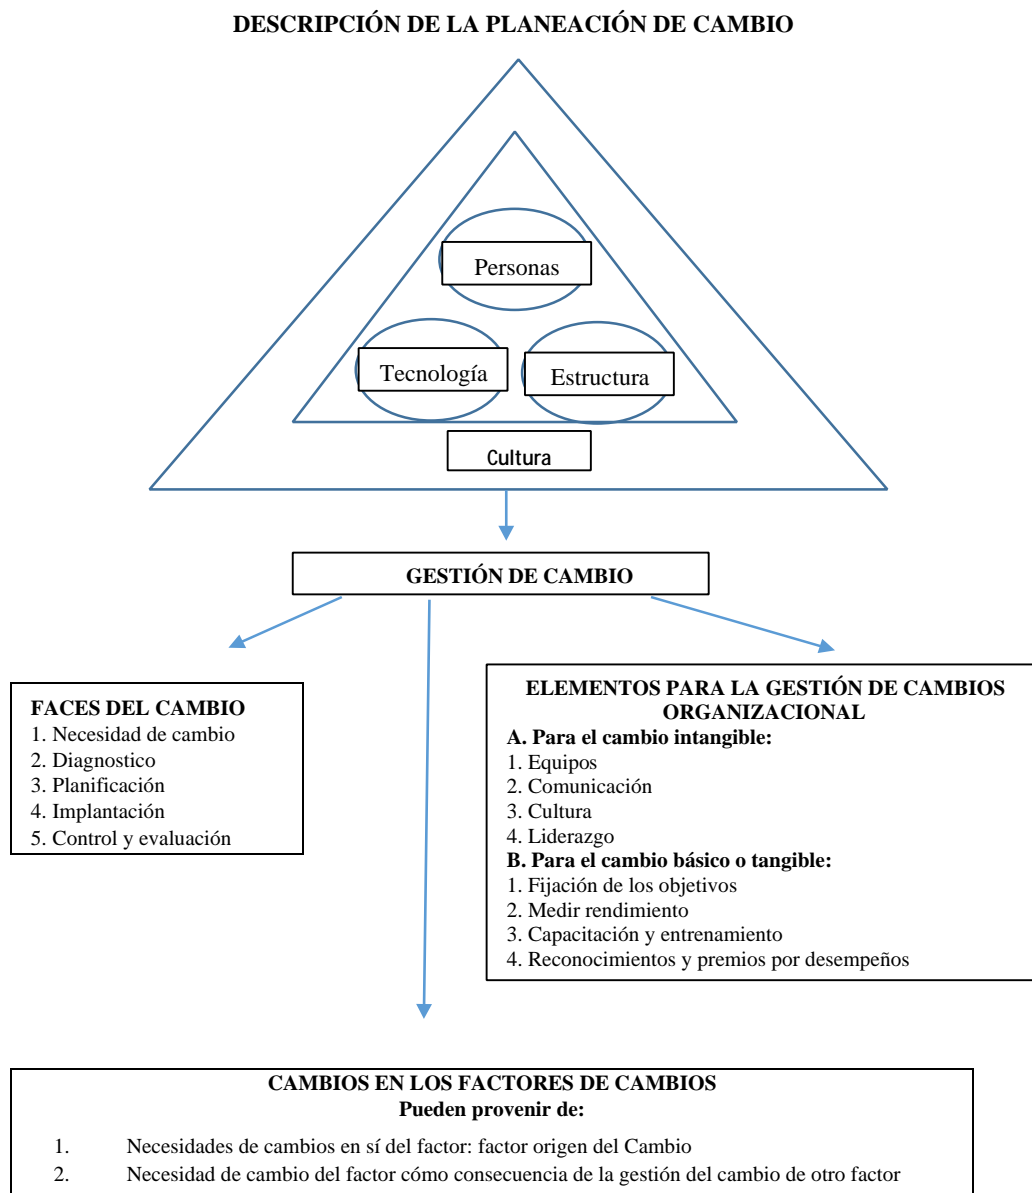 DESCRIPCIÓN DE LA PLANEACIÓN DE CAMBIO
Personas
Tecnología
Estructura
Cultura
GESTIÓN DE CAMBIO
FACES DEL CAMBIO
1. Necesidad de cambio
2. Diagnostico
3. Planificación
4. Implantación
5. Control y evaluación
ELEMENTOS PARA LA GESTIÓN DE CAMBIOS
ORGANIZACIONAL
A. Para el cambio intangible:
1. Equipos
2. Comunicación
3. Cultura
4. Liderazgo
B. Para el cambio básico o tangible:
1. Fijación de los objetivos
2. Medir rendimiento
3. Capacitación y entrenamiento
4. Reconocimientos y premios por desempeños
CAMBIOS EN LOS FACTORES DE CAMBIOS
Pueden provenir de:
1. Necesidades de cambios en sí del factor: factor origen del Cambio
2. Necesidad de cambio del factor cómo consecuencia de la gestión del cambio de otro factor